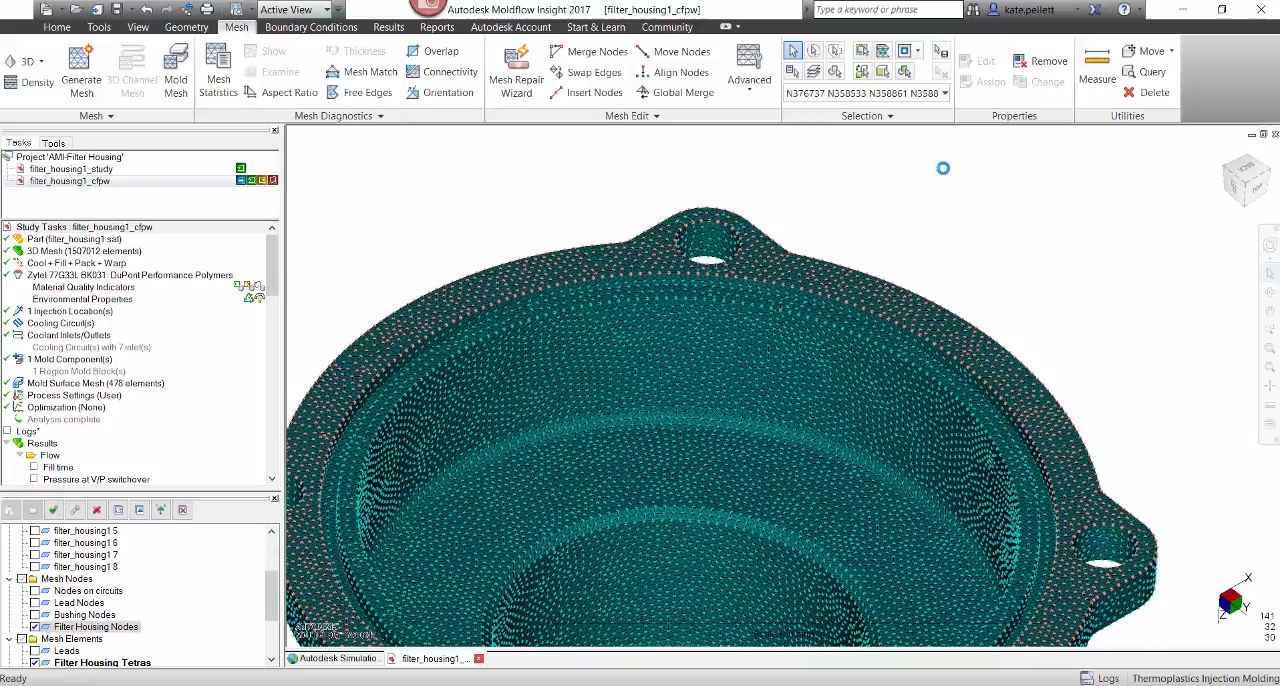 Active View
Autodesk Moldflow Insight 2017 [filter_housing1_cfpw]
Type a keyword or phrase
kate.pellett
Home Tools View Geometry Mesh Boundary Conditions Results Reports Autodesk Account Start & Learn Community
3D
Density
Generate Mesh
3D Channel Mesh
Mold Mesh
Mesh
Mesh Statistics
Show
Examine
Aspect
Thickness
Mesh Match
Free Edges
Overlap
Connectivity
Orientation
Mesh Diagnostics
Mesh Repair Wizard
Merge Nodes
Swap Edges
Insert Nodes
Move Nodes
Align Nodes
Global Merge
Advanced
Mesh Edit
N376737 N358533 N358861 N3588
Selection
Edit
Assign
Remove
Change
Properties
Measure
Move
Query
Delete
Utilities
Tasks Tools
Project 'AMI-Filter Housing'
filter_housing1_study
filter_housing1_cfpw
Study Tasks : filter_housing1_cfpw
Part (filter_housing1.sat)
3D Mesh (1507012 elements)
Cool + Fill + Pack + Warp
Zytel 77G33L BK031: DuPont Performance Polymers
Material Quality Indicators
Environmental Properties
1 Injection Location(s)
Cooling Circuit(s)
Coolant Inlets/Outlets
Cooling Circuit(s) with 7 inlet(s)
1 Mold Component(s)
1 Region Mold Block(s)
Mold Surface Mesh (478 elements)
Process Settings (User)
Optimization (None)
Analysis complete
Logs*
Results
Flow
Fill time
Pressure at V/P switchover
filter_housing1 5
filter_housing1 6
filter_housing1 7
filter_housing1 8
Mesh Nodes
Nodes on circuits
Lead Nodes
Bushing Nodes
Filter Housing Nodes
Mesh Elements
Leads
Filter Housing Tetras
TOP
X
Y
Z
141
32
30
Autodesk Simulatio...
filter_housing1_...
Ready
Logs
Thermoplastics Injection Molding